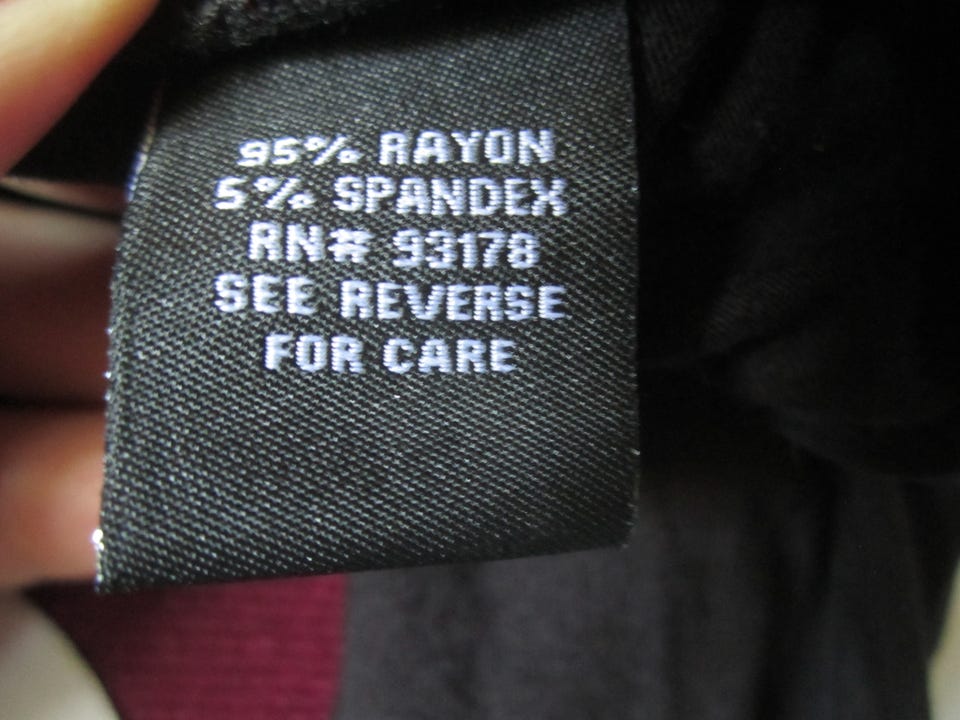 95% RAYON
5% SPANDEX
RN# 93178
SEE REVERSE
FOR CARE